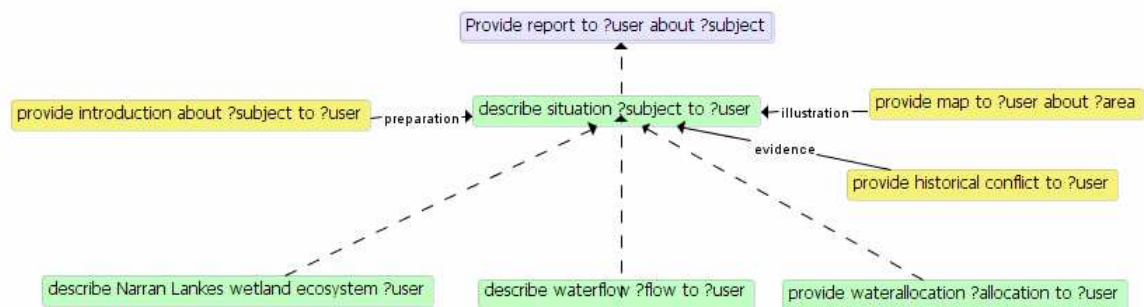 Provide report to ?user about ?subject
provide introduction about ?subject to ?user
preparation
describe situation ?subject to ?user
illustration
provide map to ?user about ?area
evidence
provide historical conflict to ?user
describe Narran Lankes wetland ecosystem ?user
describe waterflow ?flow to ?user
provide waterallocation ?allocation to ?user